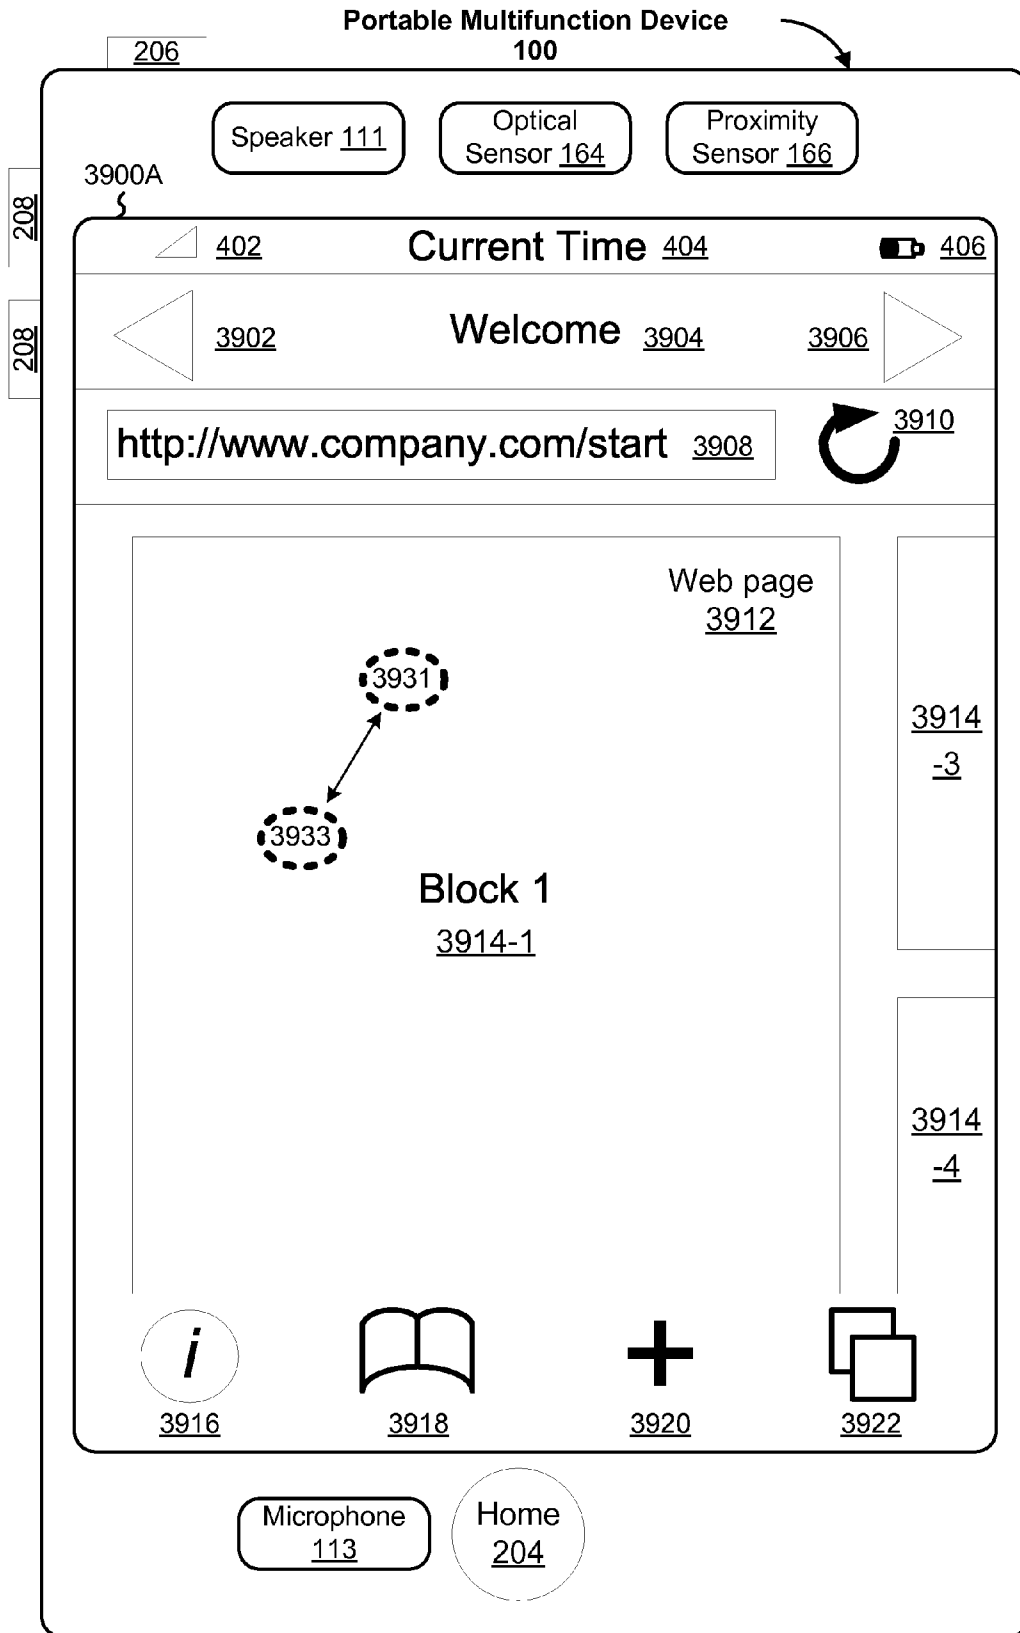 Portable Multifunction Device
100
206
Speaker 111
Optical
Sensor 164
Proximity
Sensor 166
3900A
208
208
402
Current Time 404
406
3902
Welcome 3904
3906
http://www.company.com/start 3908
3910
Web page
3912
3931
3933
Block 1
3914-1
3914
-3
3914
-4
i
3916
3918
3920
3922
Microphone
113
Home
204